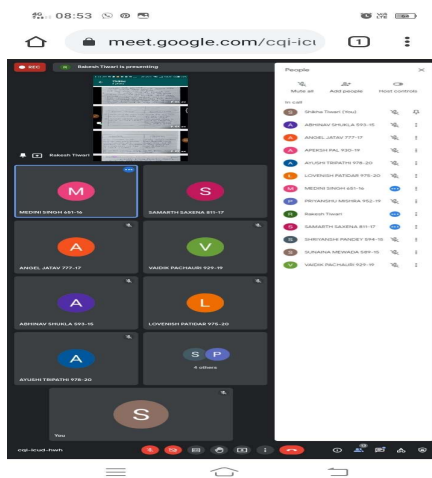 08:53
meet.google.com/cqi-icu
1
REC
R
Rakesh Tiwari is presenting
Rakesh Tiwari
M
MEDINI SINGH 651-16
S
SAMARTH SAXENA 811-17
A
ANGEL JATAV 777-17
V
VAIDIK PACHAURI 929-19
A
ABHINAV SHUKLA 593-15
L
LOVENISH PATIDAR 975-20
A
AYUSHI TRIPATHI 978-20
S P
4 others
S
You
cqi-icud-hwh
People
Mute all
Add people
Host controls
In call
S
Shikha Tiwari (You)
A
ABHINAV SHUKLA 593-15
A
ANGEL JATAV 777-17
A
APEKSH PAL 930-19
A
AYUSHI TRIPATHI 978-20
L
LOVENISH PATIDAR 975-20
M
MEDINI SINGH 651-16
P
PRIYANSHU MISHRA 952-19
R
Rakesh Tiwari
S
SAMARTH SAXENA 811-17
S
SHRIYANSHI PANDEY 594-15
S
SUNAINA MEWADA 589-15
V
VAIDIK PACHAURI 929-19